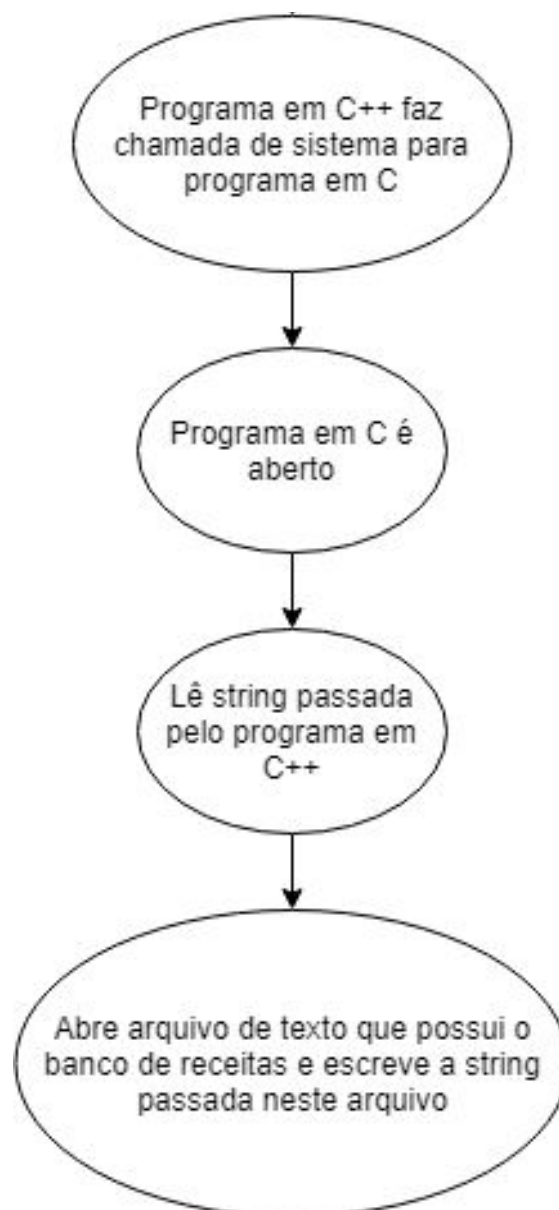 Programa em C++ faz
chamada de sistema para
programa em C
Programa em C é
aberto
Lê string passada
pelo programa em
C++
Abre arquivo de texto que possui o
banco de receitas e escreve a string
passada neste arquivo